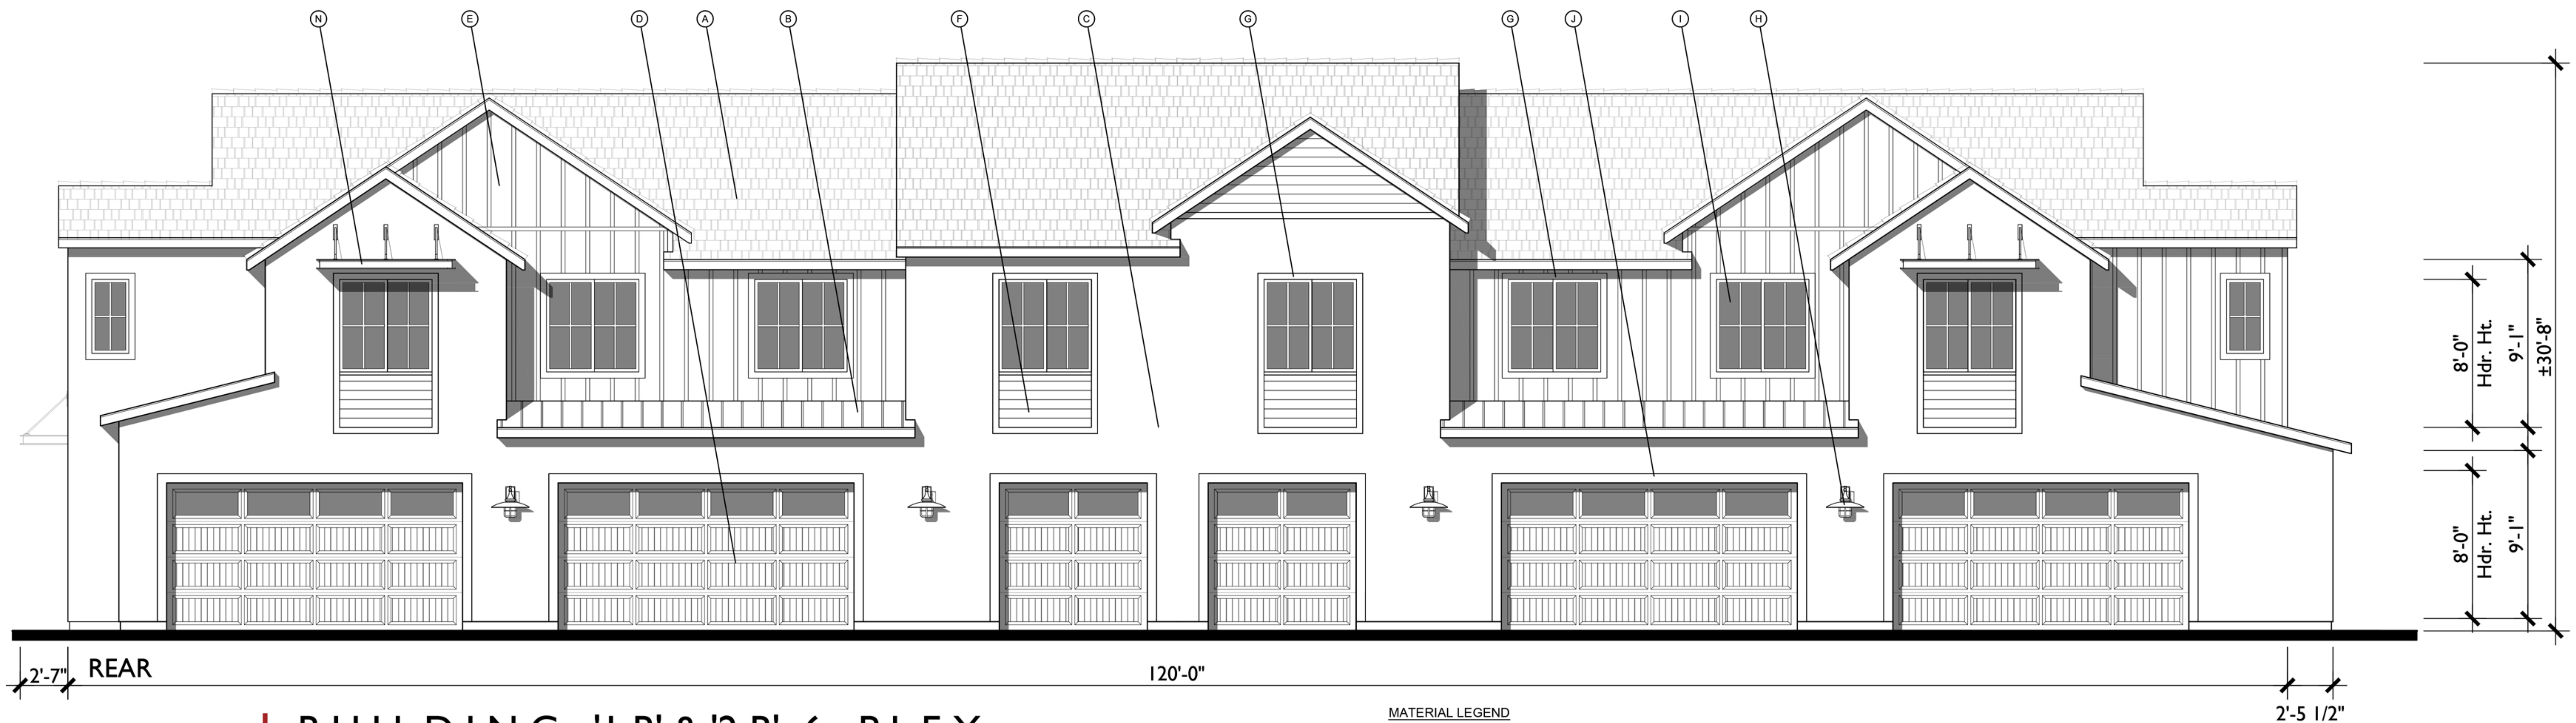 N E D A B F C G G J I H
8'-0"
Hdr. Ht.
9'-1"
±30'-8"
8'-0"
Hdr. Ht.
9'-1"
2'-7"
REAR
120'-0"
2'-5 1/2"
MATERIAL LEGEND